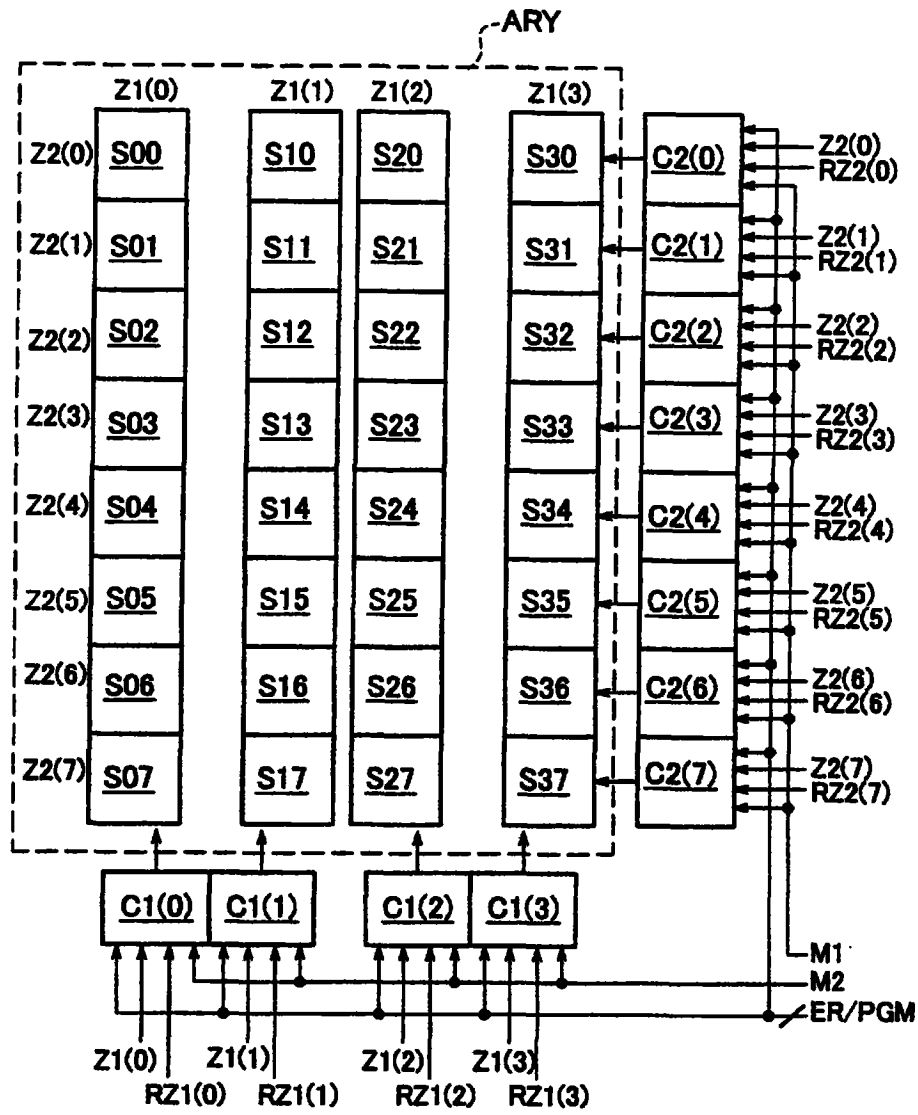 ARY
Z1(0) Z1(1) Z1(2) Z1(3)
Z2(0) S00 S10 S20 S30 C2(0) Z2(0)
RZ2(0)
Z2(1) S01 S11 S21 S31 C2(1) Z2(1)
RZ2(1)
Z2(2) S02 S12 S22 S32 C2(2) Z2(2)
RZ2(2)
Z2(3) S03 S13 S23 S33 C2(3) Z2(3)
RZ2(3)
Z2(4) S04 S14 S24 S34 C2(4) Z2(4)
RZ2(4)
Z2(5) S05 S15 S25 S35 C2(5) Z2(5)
RZ2(5)
Z2(6) S06 S16 S26 S36 C2(6) Z2(6)
RZ2(6)
Z2(7) S07 S17 S27 S37 C2(7) Z2(7)
RZ2(7)
C1(0) C1(1) C1(2) C1(3)
M1
M2
ER/PGM
Z1(0) Z1(1) Z1(2) Z1(3)
RZ1(0) RZ1(1) RZ1(2) RZ1(3)